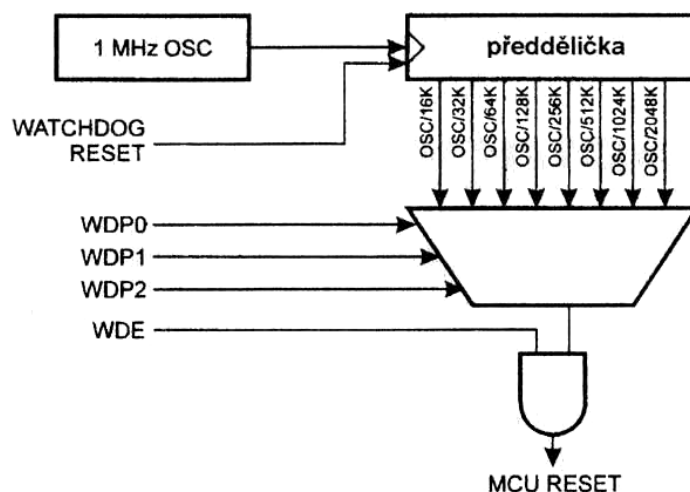 1 MHz OSC
předdělička
WATCHDOG
RESET
OSC/16K
OSC/32K
OSC/64K
OSC/128K
OSC/256K
OSC/512K
OSC/1024K
OSC/2048K
WDP0
WDP1
WDP2
WDE
MCU RESET